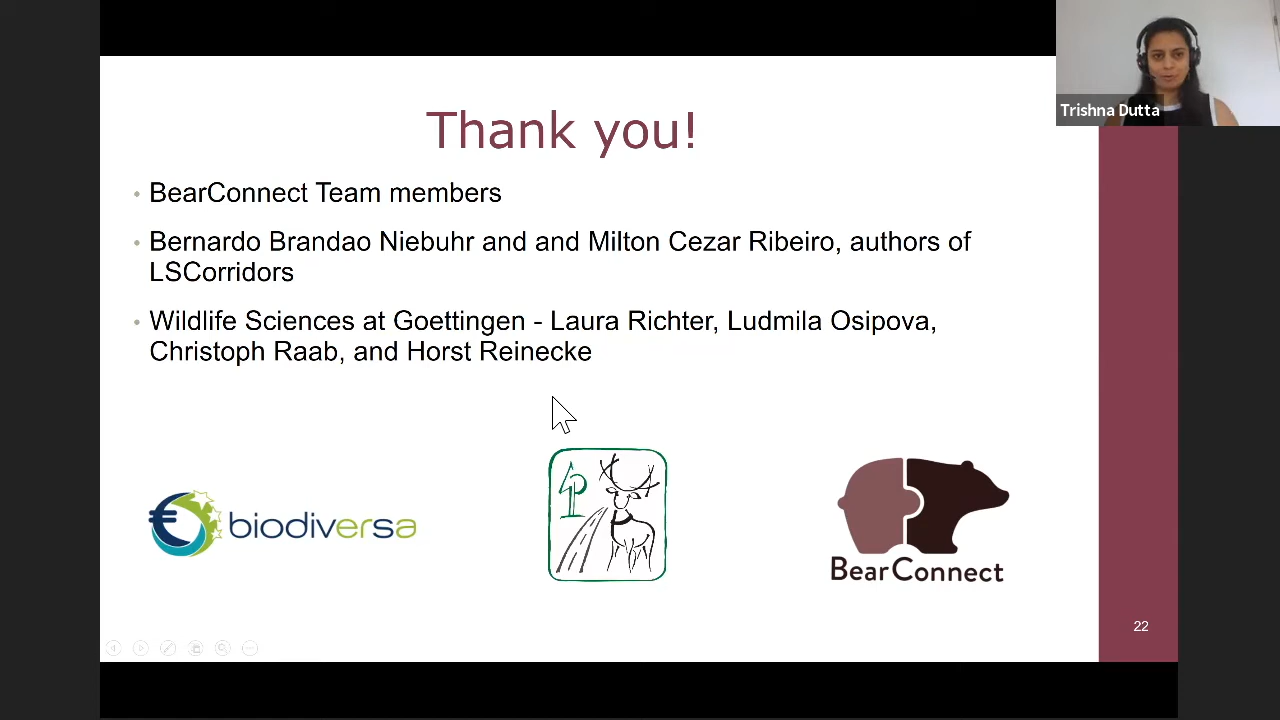 Trishna Dutta
Thank you!
• BearConnect Team members
• Bernardo Brandao Niebuhr and and Milton Cezar Ribeiro, authors of
LSCorridors
• Wildlife Sciences at Goettingen - Laura Richter, Ludmila Osipova,
Christoph Raab, and Horst Reinecke
biodiversa
BearConnect
22